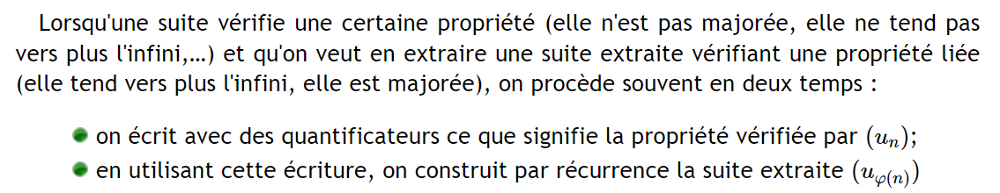 Lorsqu'une suite vérifie une certaine propriété (elle n'est pas majorée, elle ne tend pas
vers plus l'infini,...) et qu'on veut en extraire une suite extraite vérifiant une propriété liée
(elle tend vers plus l'infini, elle est majorée), on procède souvent en deux temps :
on écrit avec des quantificateurs ce que signifie la propriété vérifiée par (uₙ);
en utilisant cette écriture, on construit par récurrence la suite extraite (u_{φ(n)})